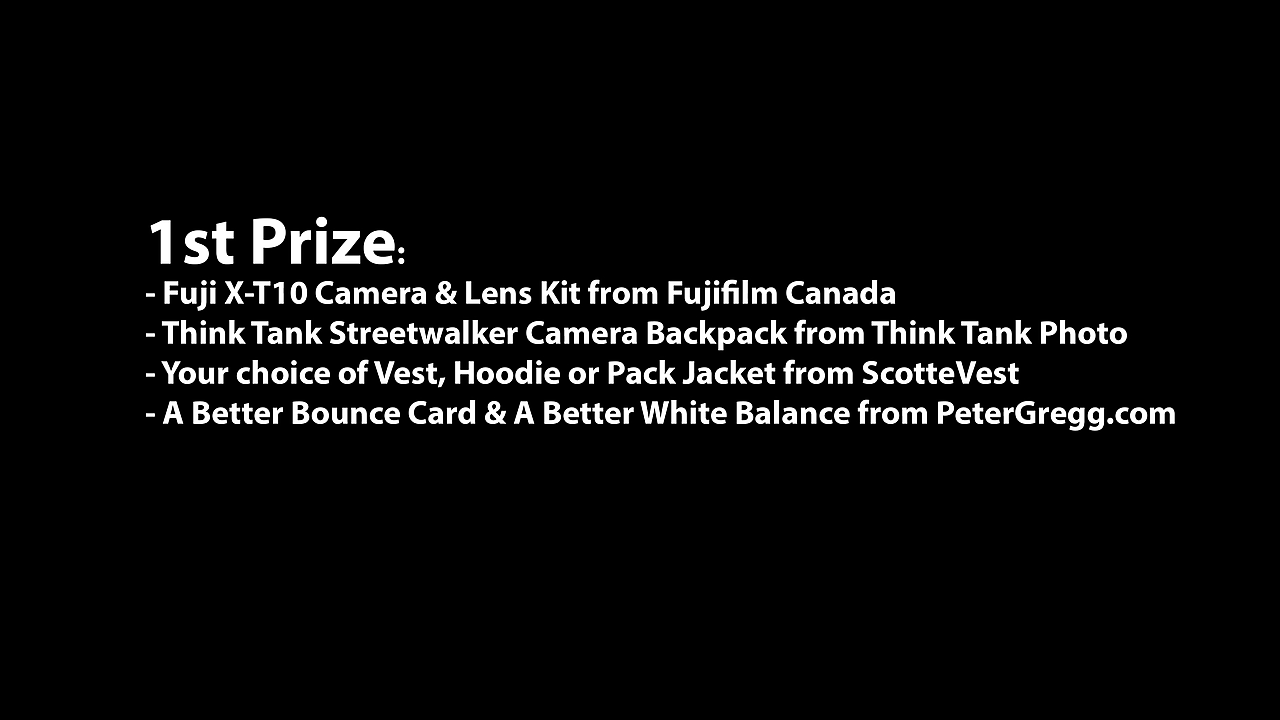 1st Prize:
- Fuji X-T10 Camera & Lens Kit from Fujifilm Canada
- Think Tank Streetwalker Camera Backpack from Think Tank Photo
- Your choice of Vest, Hoodie or Pack Jacket from ScotteVest
- A Better Bounce Card & A Better White Balance from PeterGregg.com